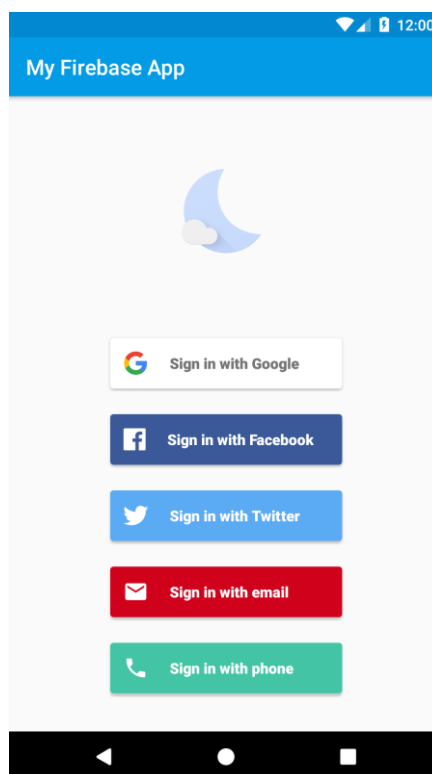 12:00
My Firebase App
Sign in with Google
Sign in with Facebook
Sign in with Twitter
Sign in with email
Sign in with phone